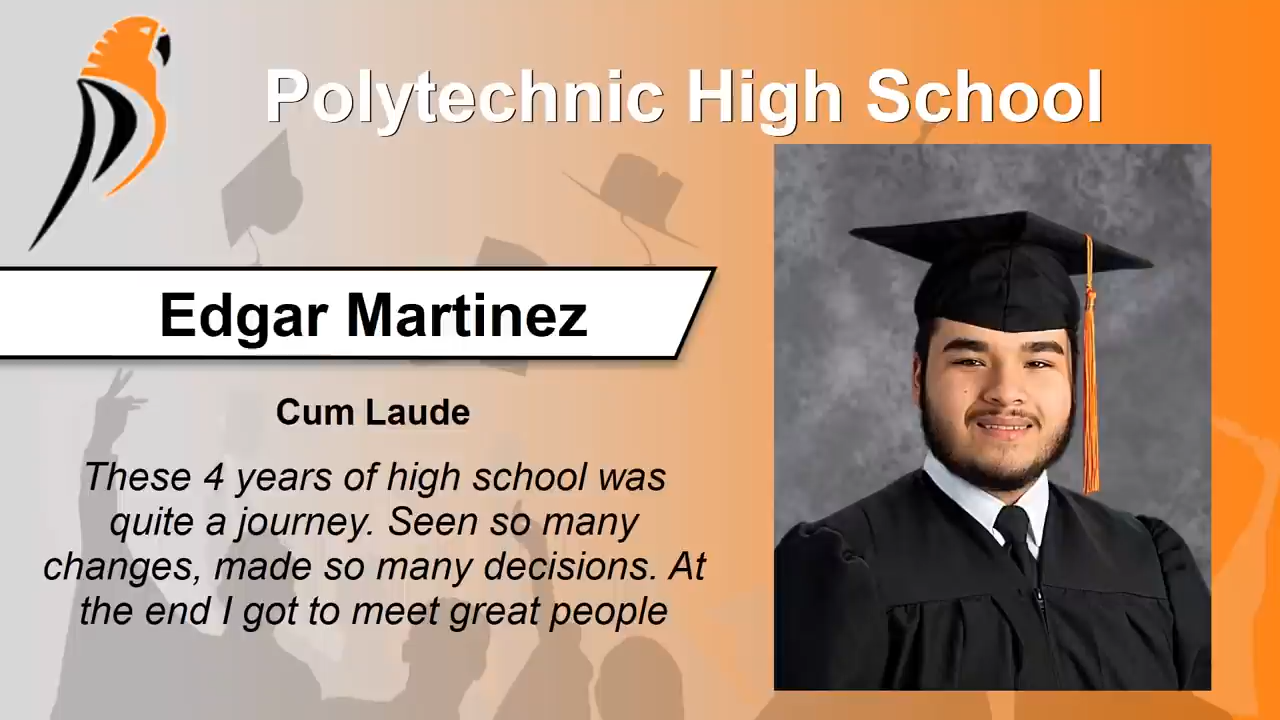 Polytechnic High School
Edgar Martinez
Cum Laude
These 4 years of high school was
quite a journey. Seen so many
changes, made so many decisions. At
the end I got to meet great people